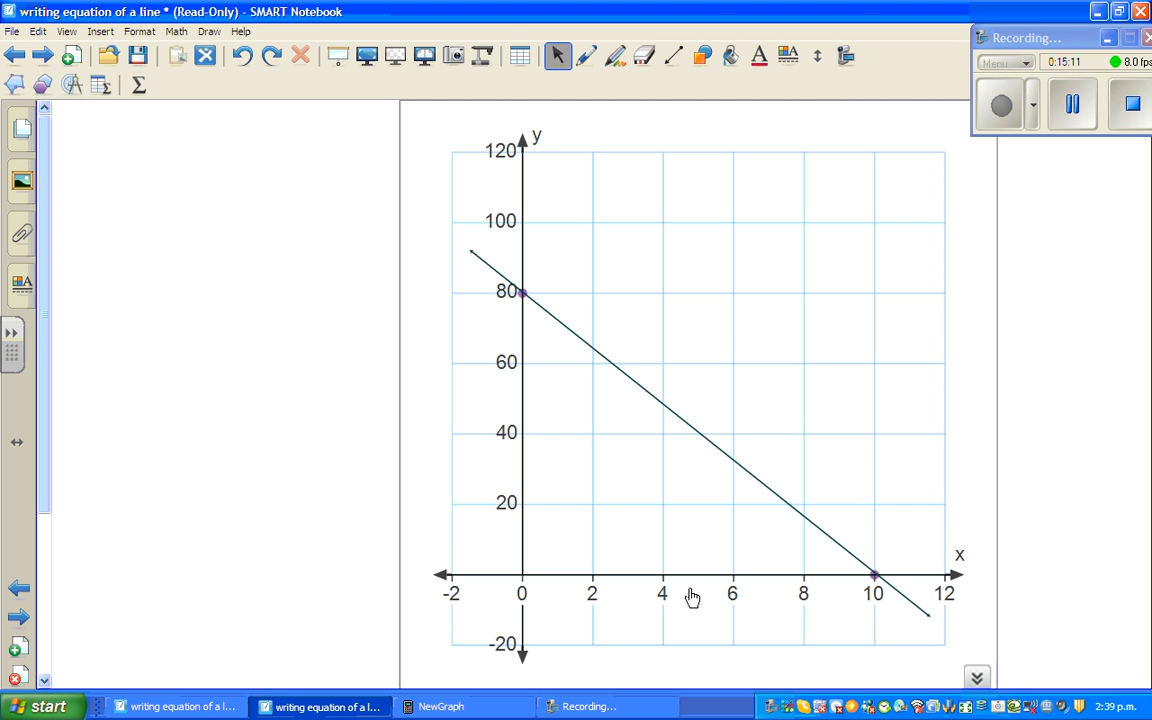 writing equation of a line * (Read-Only) - SMART Notebook
File Edit View Insert Format Math Draw Help
Recording...
Menu 0:15:11 8.0 fps
y
120
100
80
60
40
20
x
-2 0 2 4 6 8 10 12
-20
start writing equation of a l... writing equation of a l... NewGraph Recording... 2:39 p.m.